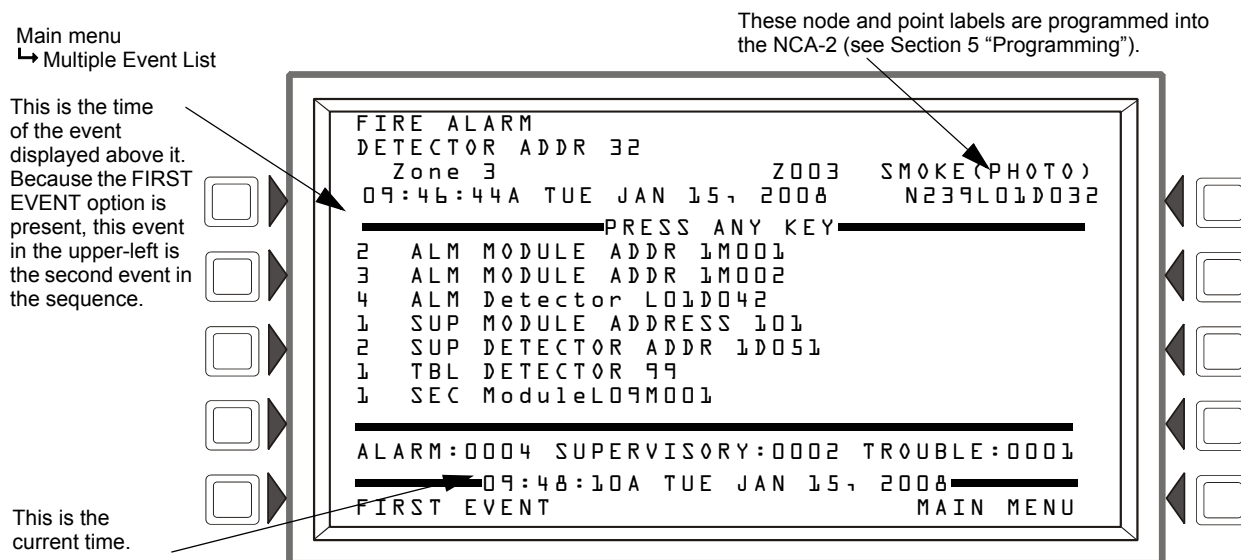 Main menu
Multiple Event List
These node and point labels are programmed into
the NCA-2 (see Section 5 “Programming”).
This is the time
of the event
displayed above it.
Because the FIRST
EVENT option is
present, this event
in the upper-left is
the second event in
the sequence.
FIRE ALARM
DETECTOR ADDR 32
Zone 3 Z003 SMOKE(PHOTO)
09:46:44A TUE JAN 15, 2008 N239L01D032
PRESS ANY KEY
2 ALM MODULE ADDR 1M001
3 ALM MODULE ADDR 1M002
4 ALM Detector L01D042
1 SUP MODULE ADDRESS 101
2 SUP DETECTOR ADDR 1D051
1 TBL DETECTOR 99
1 SEC ModuleL09M001
ALARM:0004 SUPERVISORY:0002 TROUBLE:0001
09:48:10A TUE JAN 15, 2008
FIRST EVENT MAIN MENU
This is the
current time.